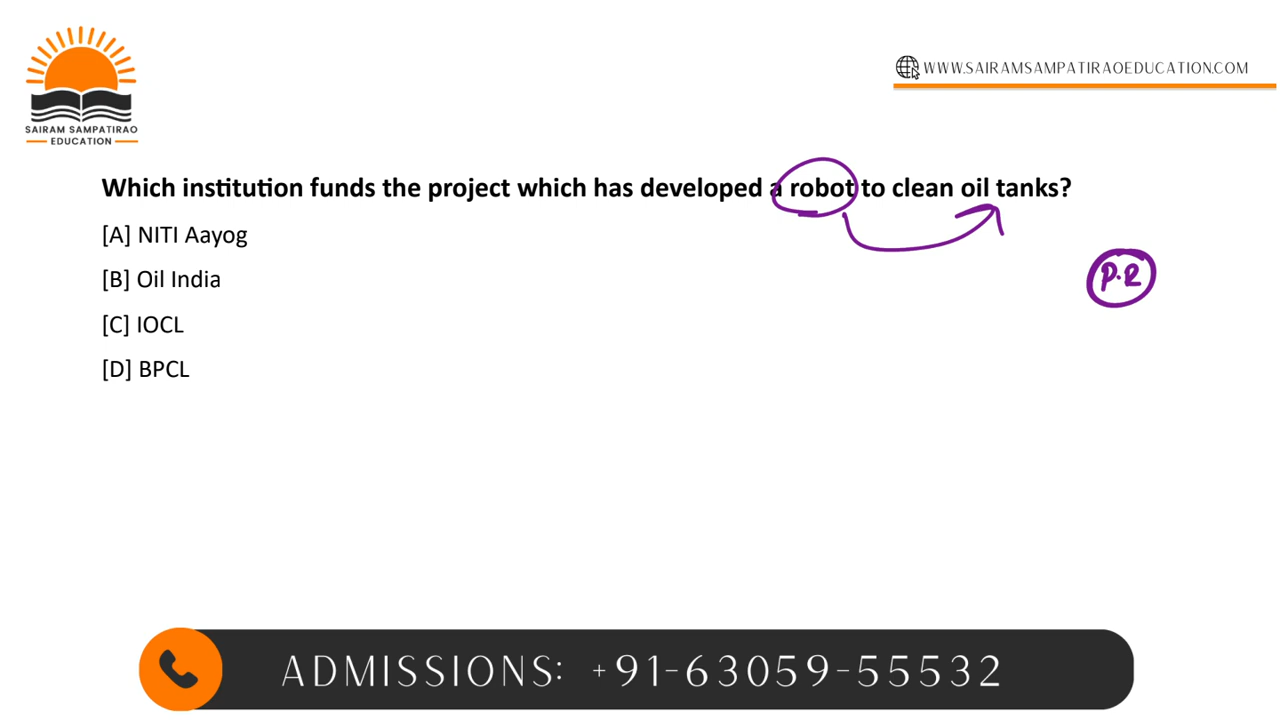 SAIRAM SAMPATIRAO
EDUCATION
WWW.SAIRAMSAMPATIRAOEDUCATION.COM
Which institution funds the project which has developed a robot to clean oil tanks?
[A] NITI Aayog
[B] Oil India
[C] IOCL
[D] BPCL
P.R
ADMISSIONS: +91-63059-55532